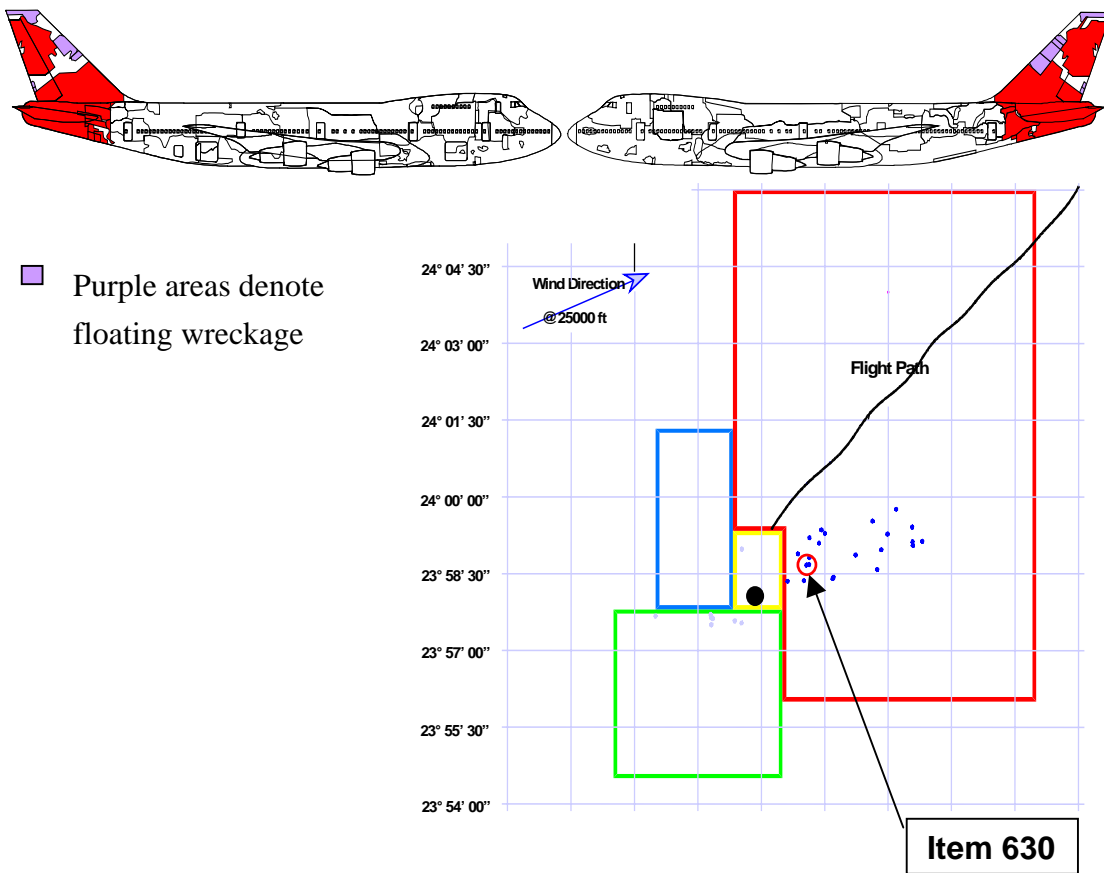 Purple areas denote
floating wreckage
Wind Direction
@ 25000 ft
Flight Path
24° 04' 30”
24° 03' 00”
24° 01' 30”
24° 00' 00”
23° 58' 30”
23° 57' 00”
23° 55' 30”
23° 54' 00”
Item 630